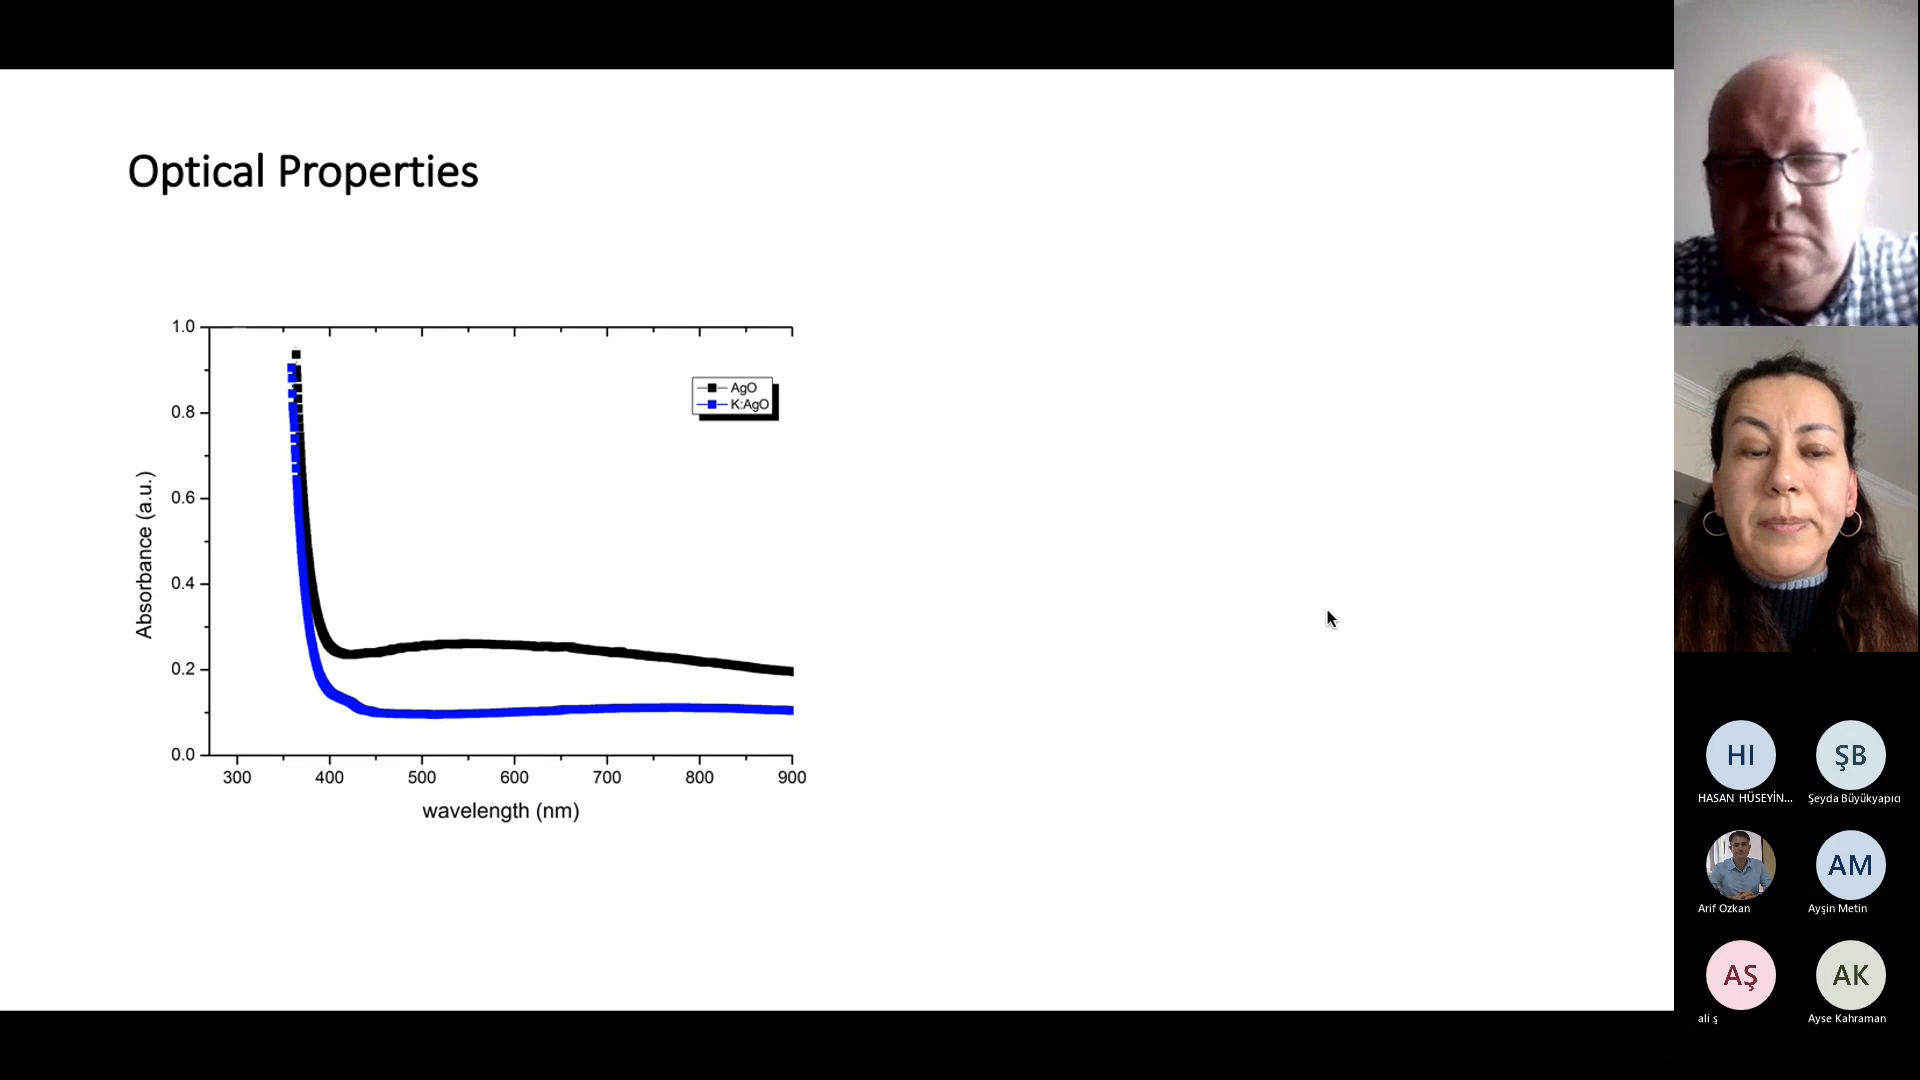 Optical Properties
1.0
0.8
0.6
0.4
0.2
0.0
Absorbance (a.u.)
AgO
K:AgO
300 400 500 600 700 800 900
wavelength (nm)
HI
HASAN HÜSEYİN...
ŞB
Şeyda Büyükyapıcı
Arif Ozkan
AM
Ayşin Metin
AŞ
ali ş
AK
Ayse Kahraman